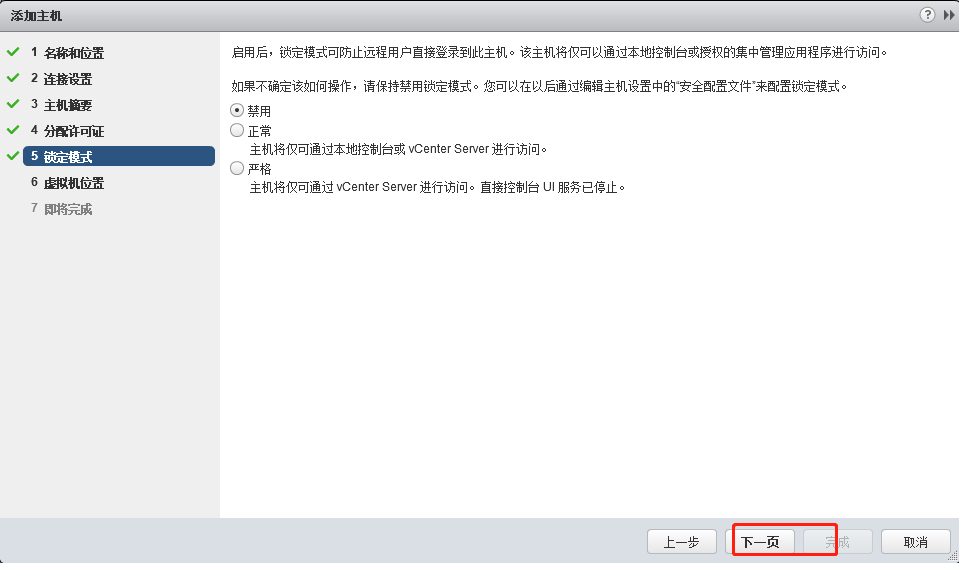 添加主机
?
1 名称和位置
2 连接设置
3 主机摘要
4 分配许可证
5 锁定模式
6 虚拟机位置
7 即将完成
启用后，锁定模式可防止远程用户直接登录到此主机。该主机将仅可以通过本地控制台或授权的集中管理应用程序进行访问。
如果不确定该如何操作，请保持禁用锁定模式。您可以在以后通过编辑主机设置中的“安全配置文件”来配置锁定模式。
禁用
正常
主机将仅可通过本地控制台或 vCenter Server 进行访问。
严格
主机将仅可通过 vCenter Server 进行访问。直接控制台 UI 服务已停止。
上一步 下一页 完成 取消